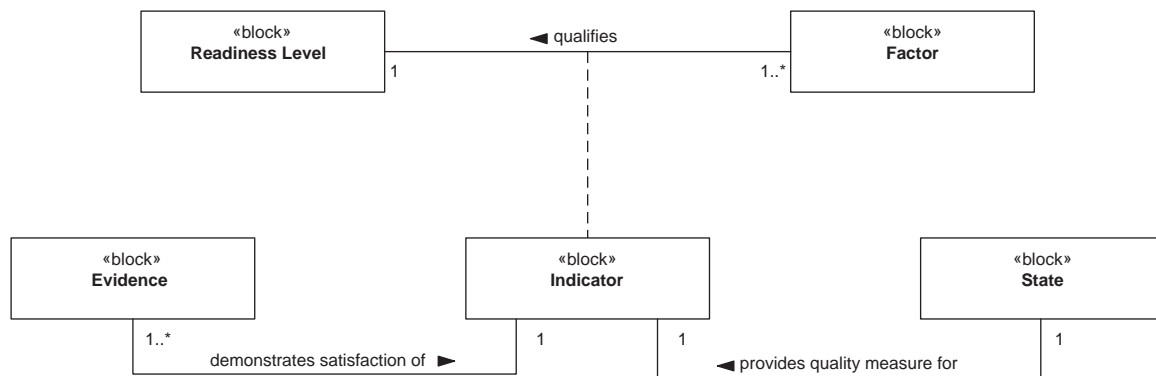 «block»
Readiness Level
◄ qualifies
«block»
Factor
1
1..*
«block»
Evidence
«block»
Indicator
«block»
State
1..*
demonstrates satisfaction of ►
1
1
◄ provides quality measure for
1